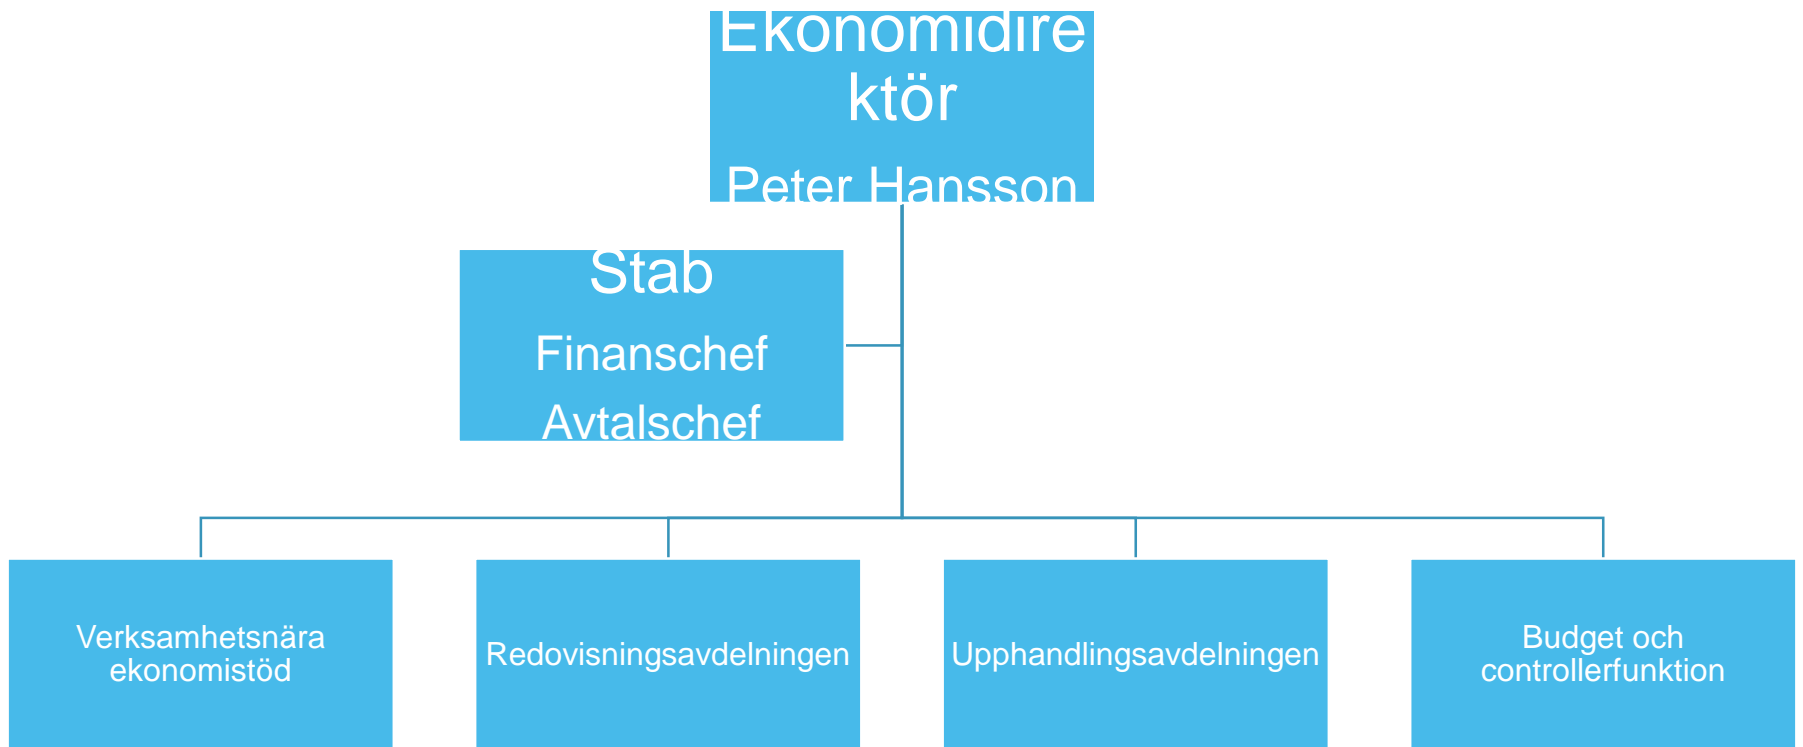 Ekonomidire
ktör
Peter Hansson
Stab
Finanschef
Avtalschef
Verksamhetsnära
ekonomistöd
Redovisningsavdelningen
Upphandlingsavdelningen
Budget och
controllerfunktion